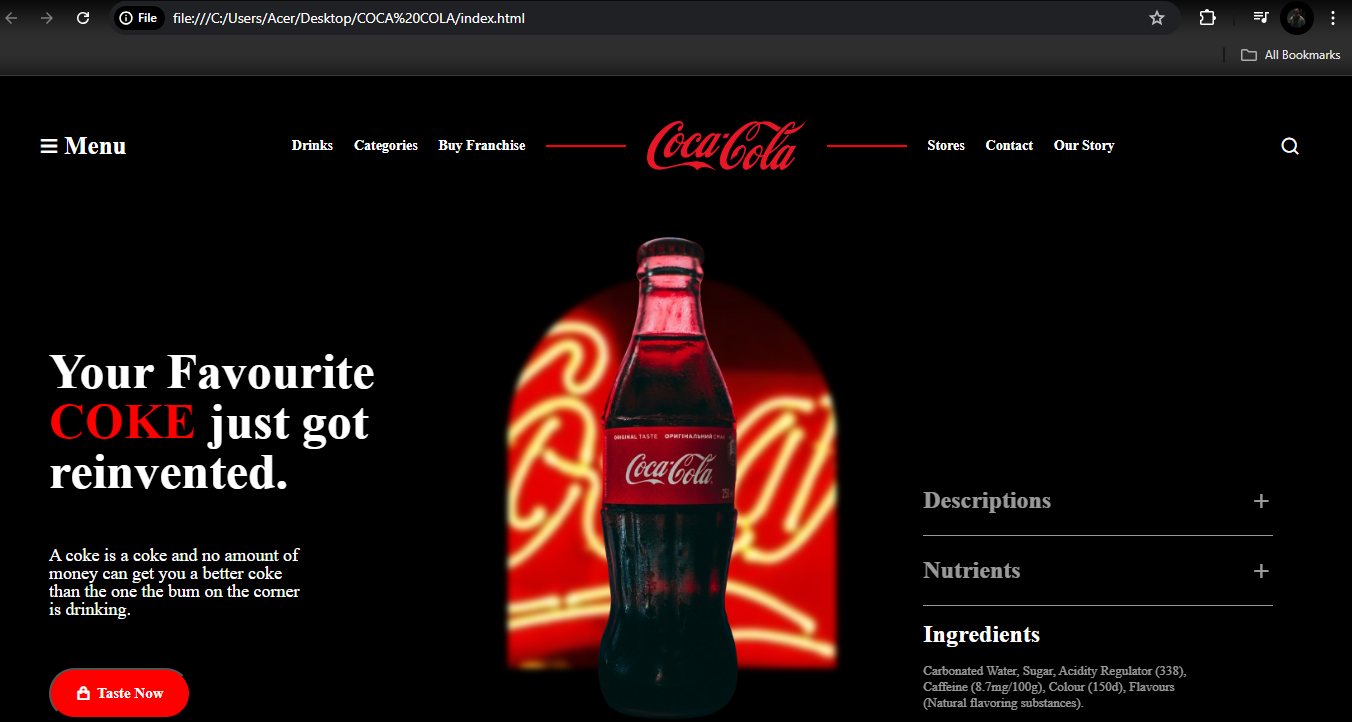 File file:///C:/Users/Acer/Desktop/COCA%20COLA/index.html
All Bookmarks
Menu Drinks Categories Buy Franchise Coca-Cola Stores Contact Our Story
Your Favourite
COKE just got
reinvented.
A coke is a coke and no amount of
money can get you a better coke
than the one the bum on the corner
is drinking.
Taste Now
ORIGINAL TASTE ОРИГІНАЛЬНИЙ СМАК
Coca-Cola
Descriptions +
Nutrients +
Ingredients
Carbonated Water, Sugar, Acidity Regulator (338),
Caffeine (8.7mg/100g), Colour (150d), Flavours
(Natural flavoring substances).